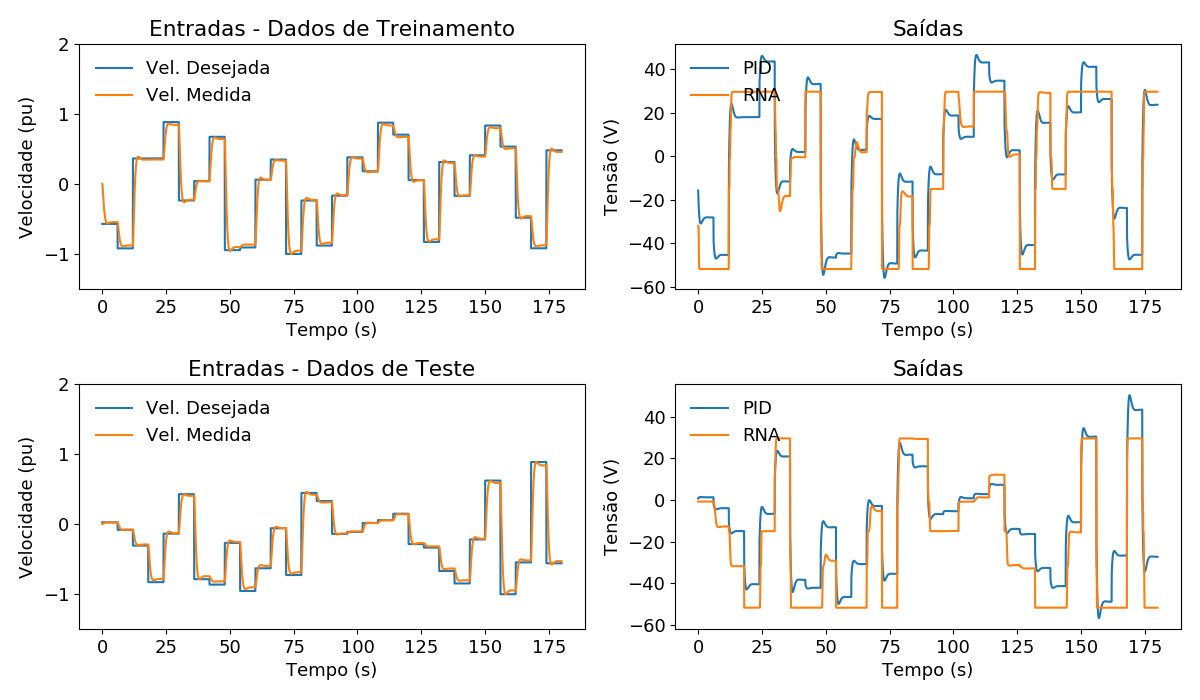 Entradas - Dados de Treinamento
Vel. Desejada
Vel. Medida
Velocidade (pu)
2
1
0
−1
0 25 50 75 100 125 150 175
Tempo (s)
Saídas
PID
RNA
Tensão (V)
40
20
0
−20
−40
−60
0 25 50 75 100 125 150 175
Tempo (s)
Entradas - Dados de Teste
Vel. Desejada
Vel. Medida
Velocidade (pu)
2
1
0
−1
0 25 50 75 100 125 150 175
Tempo (s)
Saídas
PID
RNA
Tensão (V)
40
20
0
−20
−40
−60
0 25 50 75 100 125 150 175
Tempo (s)